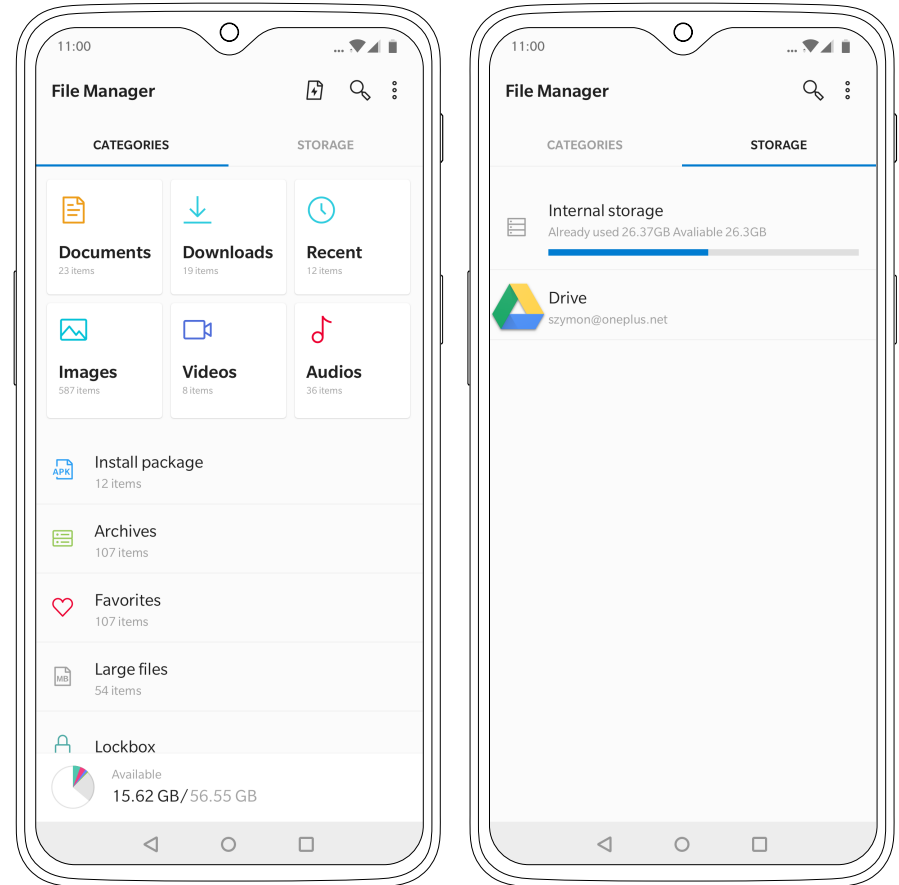 11:00
File Manager
CATEGORIES STORAGE
Documents Downloads Recent
23 items 19 items 12 items
Images Videos Audios
587 items 8 items 36 items
APK Install package
12 items
Archives
107 items
Favorites
107 items
MB Large files
54 items
Lockbox
Available
15.62 GB/56.55 GB
11:00
File Manager
CATEGORIES STORAGE
Internal storage
Already used 26.37GB Avaliable 26.3GB
Drive
szymon@oneplus.net